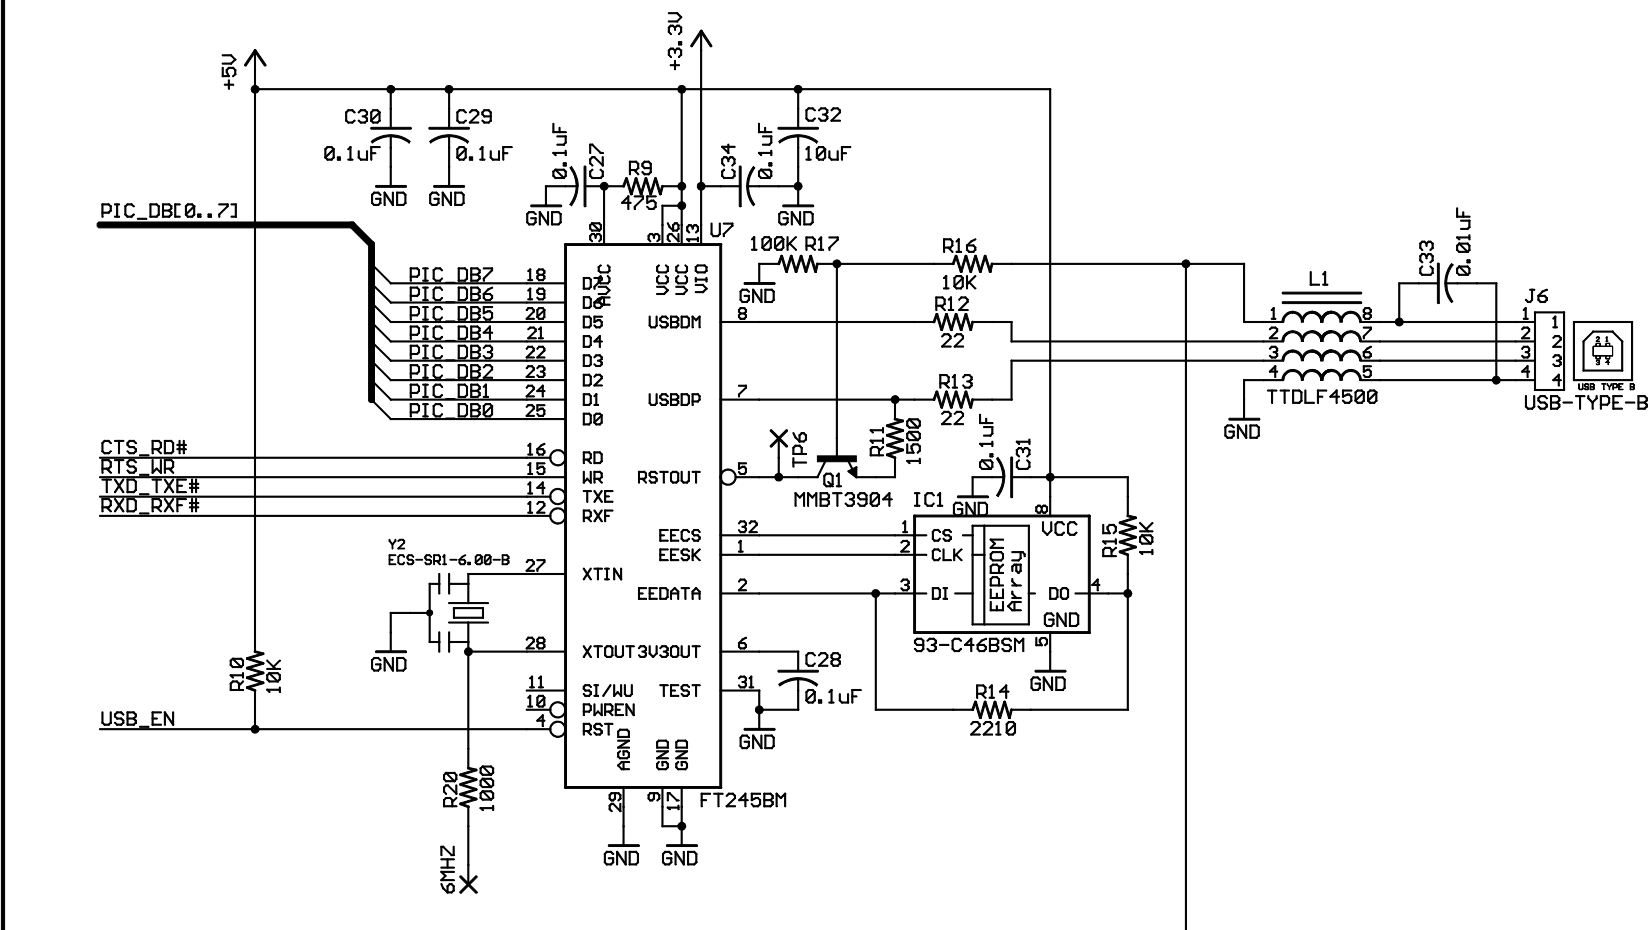 +5V
+3.3V
C30
0.1uF
GND
C29
0.1uF
GND
0.1uF
C27
GND
R9
475
C34
0.1uF
C32
10uF
GND
PIC_DB[0..7]
30
3
26
13
U7
AVCC
VCC
VCC
VIO
PIC_DB7 18 D7
PIC_DB6 19 D6
PIC_DB5 20 D5
PIC_DB4 21 D4
PIC_DB3 22 D3
PIC_DB2 23 D2
PIC_DB1 24 D1
PIC_DB0 25 D0
CTS_RD# 16 RD
RTS_WR 15 WR
TXD_TXE# 14 TXE
RXD_RXF# 12 RXF
Y2
ECS-SR1-6.00-B
27 XTIN
GND
28 XTOUT
11 SI/WU
10 PWREN
USB_EN 4 RST
R10
10K
R20
1000
6MHZ
AGND
GND
GND
29
9
17
GND
GND
FT245BM
USBDM 8
USBDP 7
RSTOUT 5
EECS 32
EESK 1
EEDATA 2
3V3OUT 6
TEST 31
C28
0.1uF
GND
100K R17
GND
R16
10K
R12
22
R13
22
R11
1500
TP6
Q1
MMBT3904
0.1uF
C31
GND
IC1
8
VCC
1 CS
2 CLK
3 DI
EEPROM
Array
DO 4
GND
5
93-C46BSM
GND
R15
10K
R14
2210
L1
1 8
2 7
3 6
4 5
TTDLF4500
GND
C33
0.01uF
J6
1 1
2 2
3 3
4 4
2 1
3 4
USB TYPE B
USB-TYPE-B